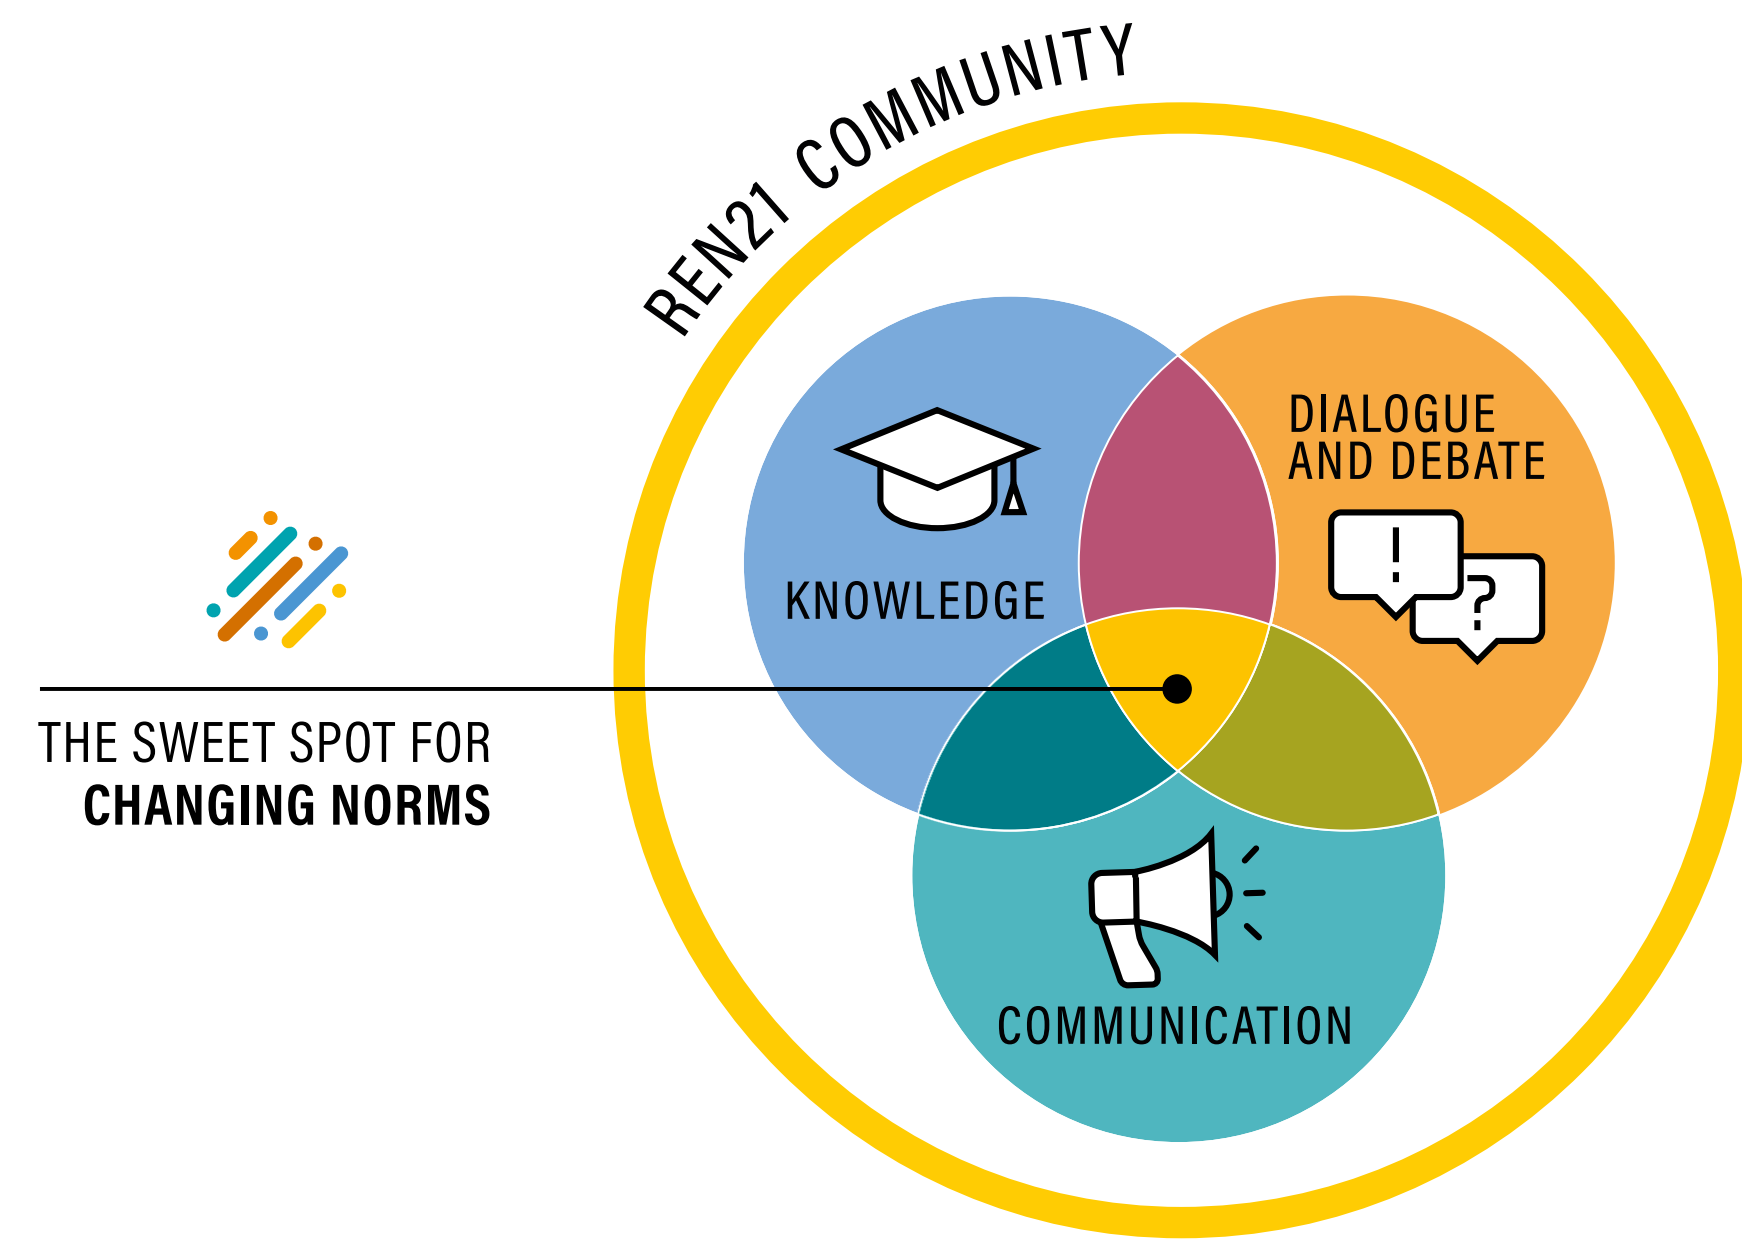 REN21 COMMUNITY
DIALOGUE
AND DEBATE
!
?
KNOWLEDGE
THE SWEET SPOT FOR
CHANGING NORMS
COMMUNICATION